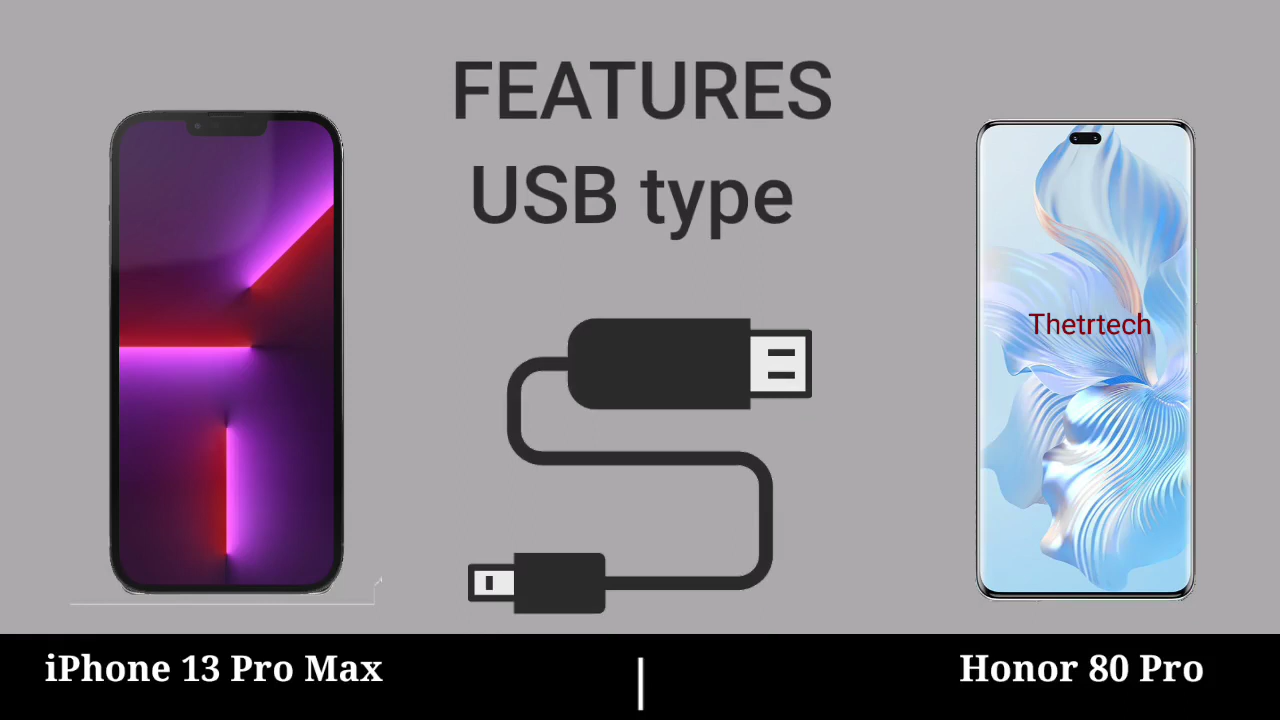 FEATURES
USB type
Thetrtech
iPhone 13 Pro Max
|
Honor 80 Pro